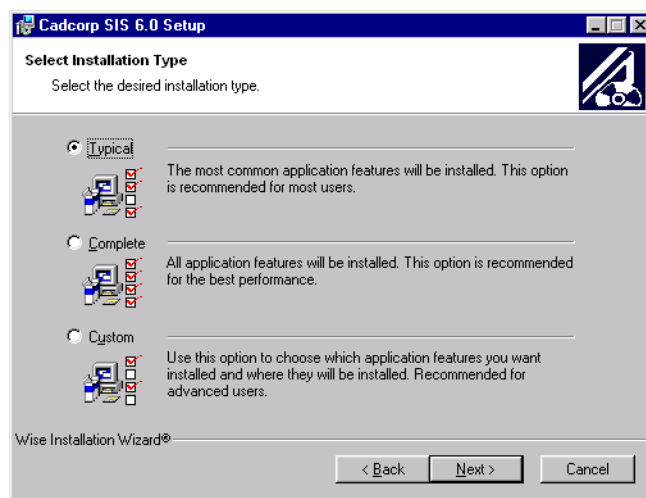 Cadcorp SIS 6.0 Setup
Select Installation Type
Select the desired installation type.
Typical
The most common application features will be installed. This option
is recommended for most users.
Complete
All application features will be installed. This option is recommended
for the best performance.
Custom
Use this option to choose which application features you want
installed and where they will be installed. Recommended for
advanced users.
Wise Installation Wizard®
< Back
Next >
Cancel